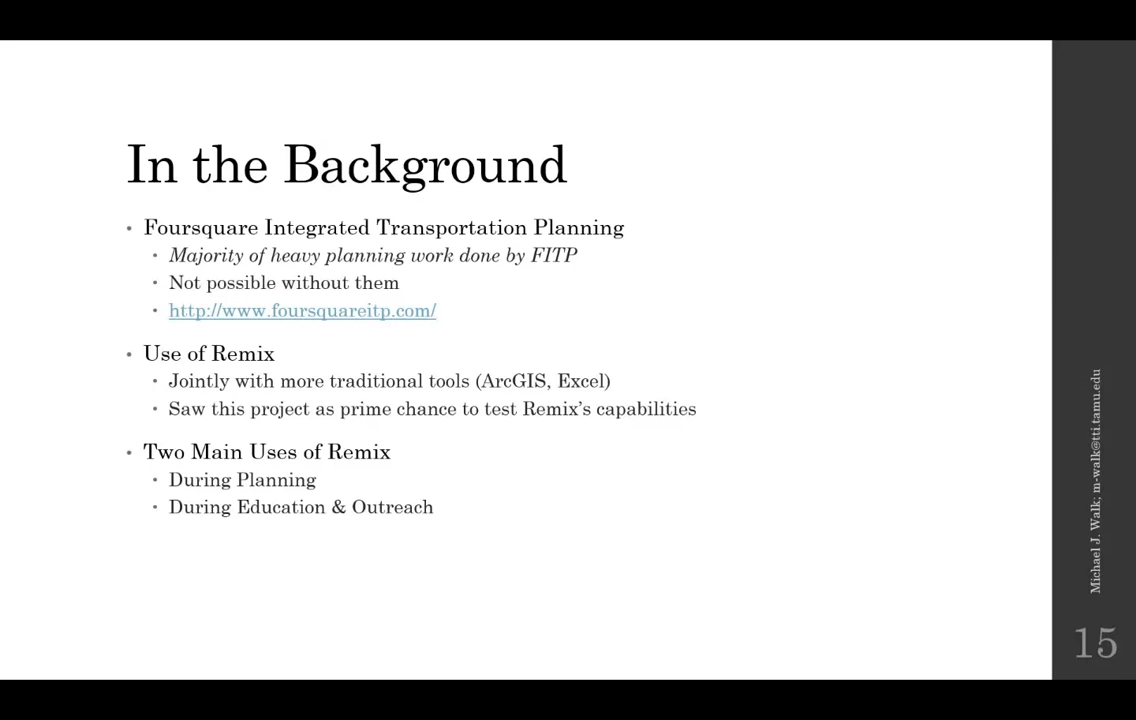 In the Background
• Foursquare Integrated Transportation Planning
• Majority of heavy planning work done by FITP
• Not possible without them
• http://www.foursquareitp.com/
• Use of Remix
• Jointly with more traditional tools (ArcGIS, Excel)
• Saw this project as prime chance to test Remix's capabilities
• Two Main Uses of Remix
• During Planning
• During Education & Outreach
Michael J. Walk; m-walk@tti.tamu.edu
15